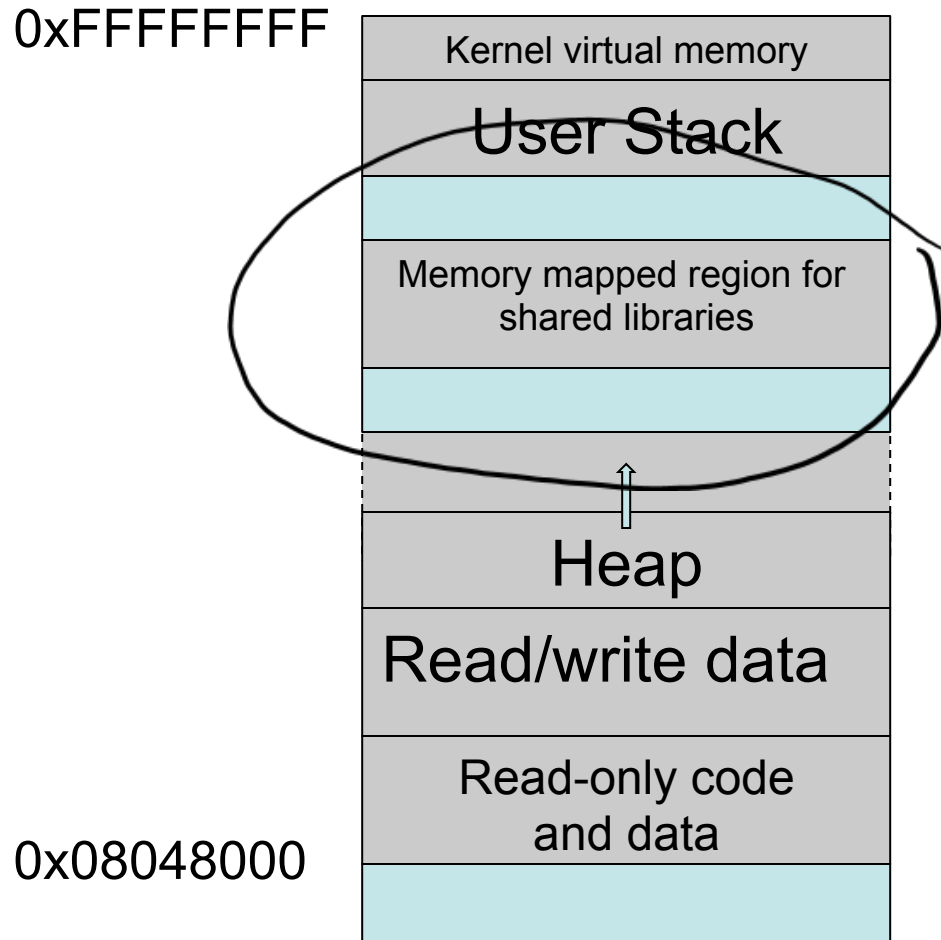 0xFFFFFFFF
Kernel virtual memory
User Stack
Memory mapped region for
shared libraries
Heap
Read/write data
Read-only code
and data
0x08048000